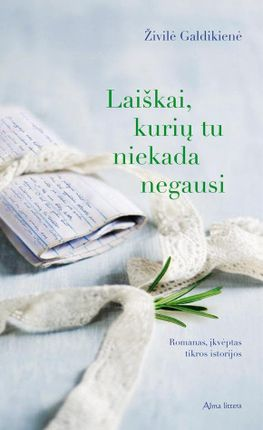 Živilė Galdikienė
Laiškai,
kurių tu
niekada
negausi
Romanas, įkvėptas
tikros istorijos
Alma littera